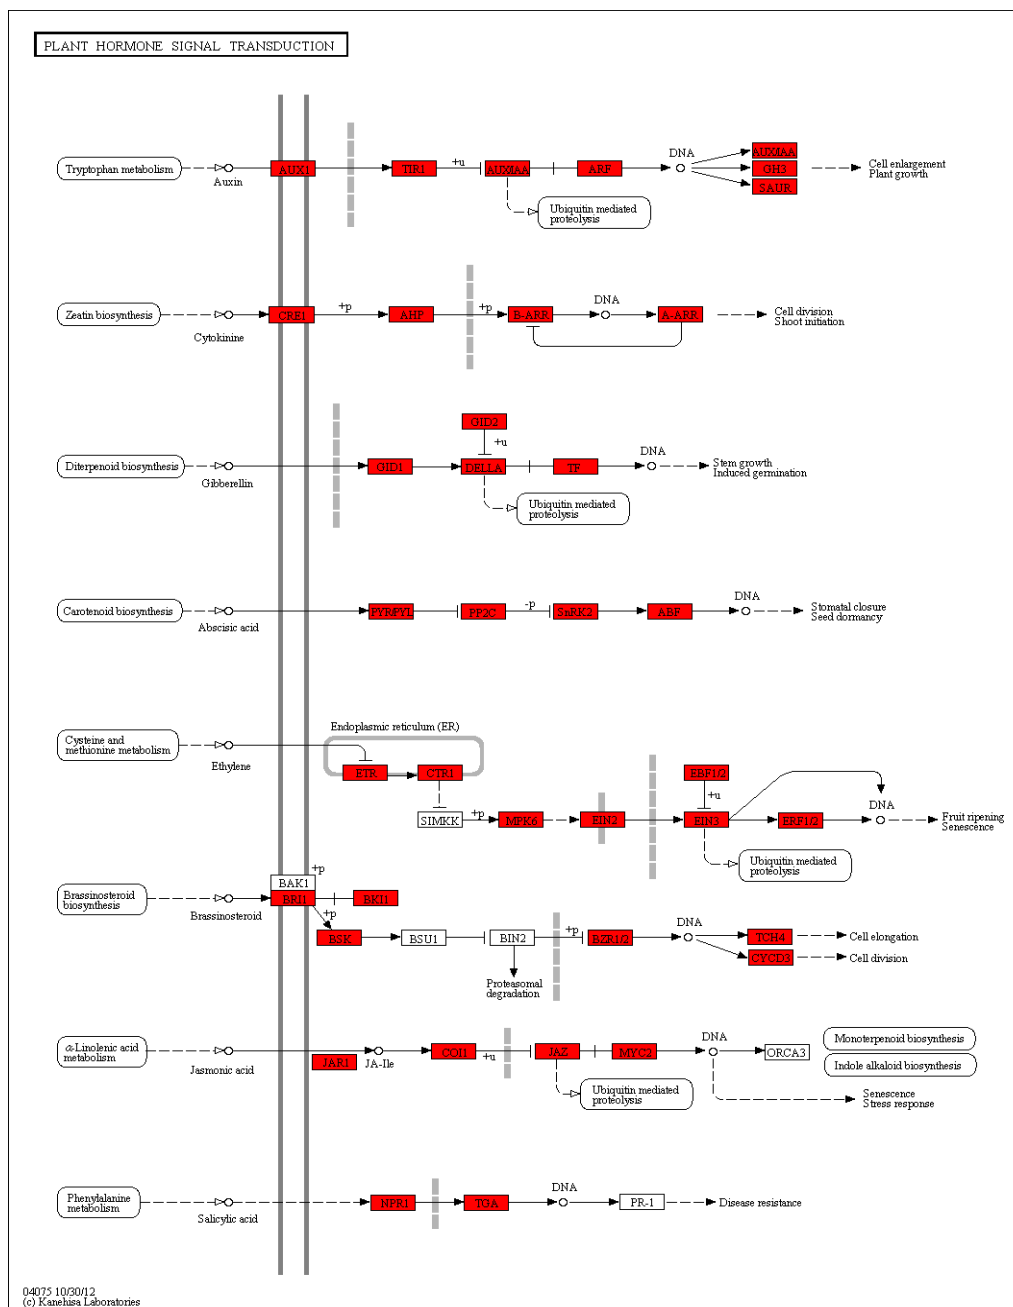 PLANT HORMONE SIGNAL TRANSDUCTION
Tryptophan metabolism
Auxin
AUX1
TIR1
+u
AUX/IAA
ARF
DNA
AUX/IAA
GH3
SAUR
Cell enlargement
Plant growth
Ubiquitin mediated
proteolysis
Zeatin biosynthesis
Cytokinine
CRE1
+p
AHP
+p
B-ARR
DNA
A-ARR
Cell division
Shoot initiation
GID2
+u
Diterpenoid biosynthesis
Gibberellin
GID1
DELLA
TF
DNA
Stem growth
Induced germination
Ubiquitin mediated
proteolysis
Carotenoid biosynthesis
Abscisic acid
PYR/PYL
PP2C
-p
SnRK2
ABF
DNA
Stomatal closure
Seed dormancy
Cysteine and
methionine metabolism
Ethylene
Endoplasmic reticulum (ER)
ETR
CTR1
SIMKK
+p
MPK6
EIN2
EBF1/2
+u
EIN3
ERF1/2
DNA
Fruit ripening
Senescence
Ubiquitin mediated
proteolysis
Brassinosteroid
biosynthesis
Brassinosteroid
BAK1
+p
BRI1
BKI1
+p
BSK
BSU1
BIN2
+p
BZR1/2
DNA
TCH4
CYCD3
Cell elongation
Cell division
Proteasomal
degradation
α-Linolenic acid
metabolism
Jasmonic acid
JAR1
JA-Ile
COI1
+u
JAZ
MYC2
DNA
ORCA3
Monoterpenoid biosynthesis
Indole alkaloid biosynthesis
Ubiquitin mediated
proteolysis
Senescence
Stress response
Phenylalanine
metabolism
Salicylic acid
NPR1
TGA
DNA
PR-1
Disease resistance
04075 10/30/12
(c) Kanehisa Laboratories